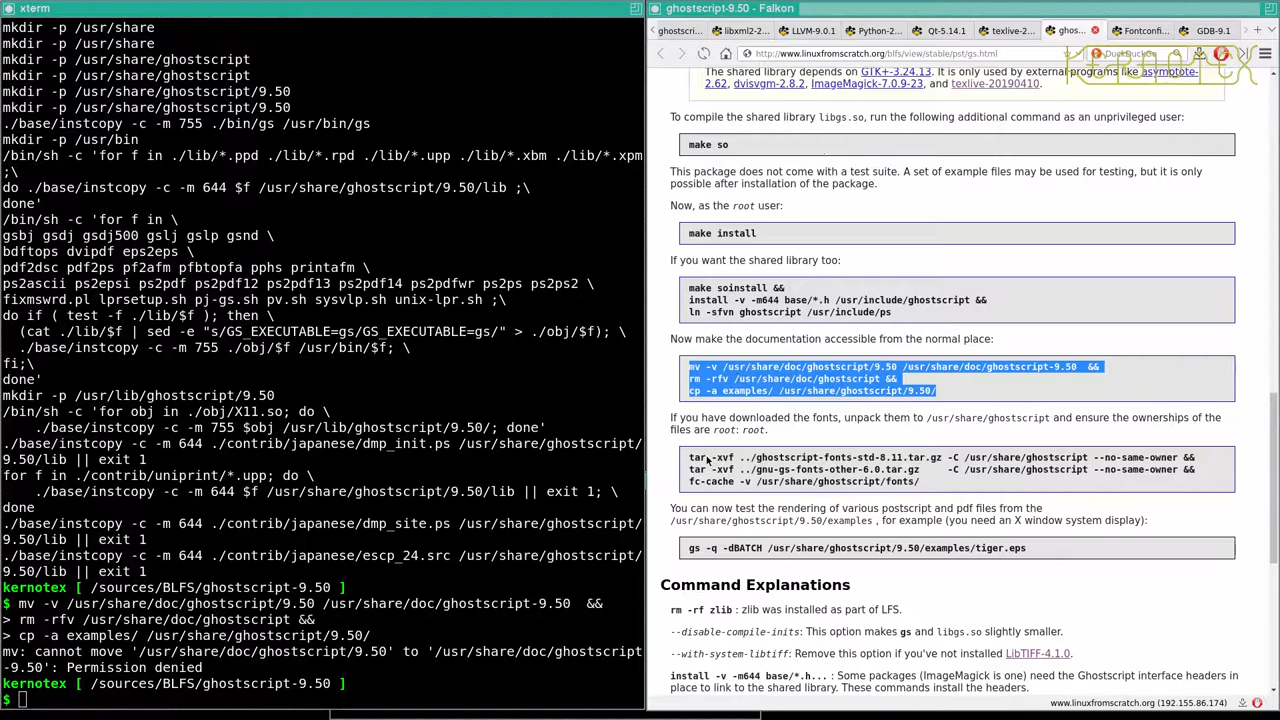 xterm
mkdir -p /usr/share
mkdir -p /usr/share
mkdir -p /usr/share/ghostscript
mkdir -p /usr/share/ghostscript
mkdir -p /usr/share/ghostscript/9.50
mkdir -p /usr/share/ghostscript/9.50
./base/instcopy -c -m 755 ./bin/gs /usr/bin/gs
mkdir -p /usr/bin
/bin/sh -c 'for f in ./lib/*.ppd ./lib/*.rpd ./lib/*.upp ./lib/*.xbm ./lib/*.xpm
;\
do ./base/instcopy -c -m 644 $f /usr/share/ghostscript/9.50/lib ;\
done'
/bin/sh -c 'for f in \
gsbj gsdj gsdj500 gslj gslp gsnd \
bdftops dvipdf eps2eps \
pdf2dsc pdf2ps pf2afm pfbtopfa pphs printafm \
ps2ascii ps2epsi ps2pdf ps2pdf12 ps2pdf13 ps2pdf14 ps2pdfwr ps2ps ps2ps2 \
fixmswrd.pl lprsetup.sh pj-gs.sh pv.sh sysvlp.sh unix-lpr.sh ;\
do if ( test -f ./lib/$f ); then \
(cat ./lib/$f | sed -e "s/GS_EXECUTABLE=gs/GS_EXECUTABLE=gs/" > ./obj/$f); \
./base/instcopy -c -m 755 ./obj/$f /usr/bin/$f; \
fi;\
done'
mkdir -p /usr/lib/ghostscript/9.50
/bin/sh -c 'for obj in ./obj/X11.so; do \
./base/instcopy -c -m 755 $obj /usr/lib/ghostscript/9.50/; done'
./base/instcopy -c -m 644 ./contrib/japanese/dmp_init.ps /usr/share/ghostscript/
9.50/lib || exit 1
for f in ./contrib/uniprint/*.upp; do \
./base/instcopy -c -m 644 $f /usr/share/ghostscript/9.50/lib || exit 1; \
done
./base/instcopy -c -m 644 ./contrib/japanese/dmp_site.ps /usr/share/ghostscript/
9.50/lib || exit 1
./base/instcopy -c -m 644 ./contrib/japanese/escp_24.src /usr/share/ghostscript/
9.50/lib || exit 1
kernotex [ /sources/BLFS/ghostscript-9.50 ]
$ mv -v /usr/share/doc/ghostscript/9.50 /usr/share/doc/ghostscript-9.50  &&
> rm -rfv /usr/share/doc/ghostscript &&
> cp -a examples/ /usr/share/ghostscript/9.50/
mv: cannot move '/usr/share/doc/ghostscript/9.50' to '/usr/share/doc/ghostscript
-9.50': Permission denied
kernotex [ /sources/BLFS/ghostscript-9.50 ]
$
ghostscript-9.50 - Falkon
ghostscri... libxml2-... LLVM-9.0.1 Python-2... Qt-5.14.1 texlive-2... ghos... Fontconfi... GDB-9.1
http://www.linuxfromscratch.org/blfs/view/stable/pst/gs.html DuckDuckGo
KERNOTEX
The shared library depends on GTK+-3.24.13. It is only used by external programs like asymptote-
2.62, dvisvgm-2.8.2, ImageMagick-7.0.9-23, and texlive-20190410.
To compile the shared library libgs.so, run the following additional command as an unprivileged user:
make so
This package does not come with a test suite. A set of example files may be used for testing, but it is only
possible after installation of the package.
Now, as the root user:
make install
If you want the shared library too:
make soinstall &&
install -v -m644 base/*.h /usr/include/ghostscript &&
ln -sfvn ghostscript /usr/include/ps
Now make the documentation accessible from the normal place:
mv -v /usr/share/doc/ghostscript/9.50 /usr/share/doc/ghostscript-9.50  &&
rm -rfv /usr/share/doc/ghostscript &&
cp -a examples/ /usr/share/ghostscript/9.50/
If you have downloaded the fonts, unpack them to /usr/share/ghostscript and ensure the ownerships of the
files are root: root.
tar -xvf ../ghostscript-fonts-std-8.11.tar.gz -C /usr/share/ghostscript --no-same-owner &&
tar -xvf ../gnu-gs-fonts-other-6.0.tar.gz     -C /usr/share/ghostscript --no-same-owner &&
fc-cache -v /usr/share/ghostscript/fonts/
You can now test the rendering of various postscript and pdf files from the
/usr/share/ghostscript/9.50/examples , for example (you need an X window system display):
gs -q -dBATCH /usr/share/ghostscript/9.50/examples/tiger.eps
Command Explanations
rm -rf zlib : zlib was installed as part of LFS.
--disable-compile-inits: This option makes gs and libgs.so slightly smaller.
--with-system-libtiff: Remove this option if you've not installed LibTIFF-4.1.0.
install -v -m644 base/*.h... : Some packages (ImageMagick is one) need the Ghostscript interface headers in
place to link to the shared library. These commands install the headers.
www.linuxfromscratch.org (192.155.86.174)